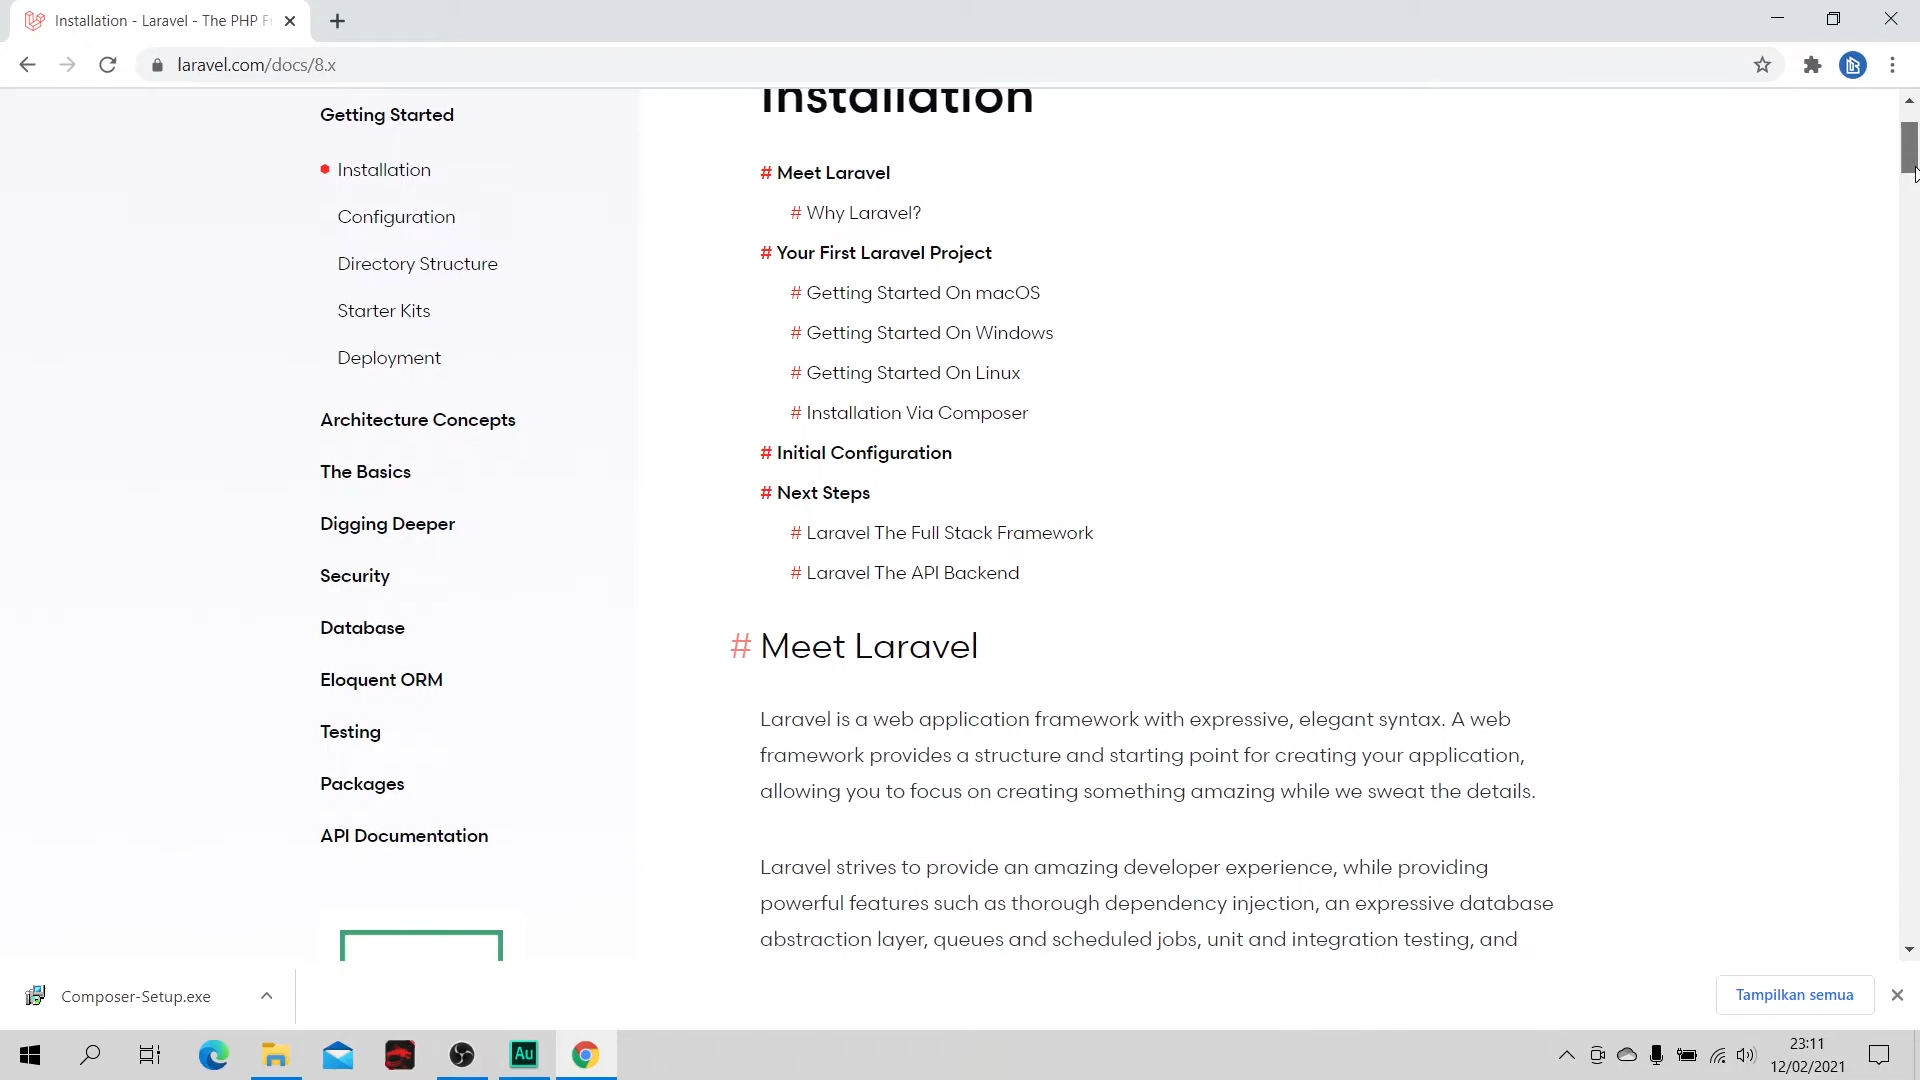 Installation - Laravel - The PHP F
laravel.com/docs/8.x
Getting Started
Installation
Configuration
Directory Structure
Starter Kits
Deployment
Architecture Concepts
The Basics
Digging Deeper
Security
Database
Eloquent ORM
Testing
Packages
API Documentation
Installation
# Meet Laravel
# Why Laravel?
# Your First Laravel Project
# Getting Started On macOS
# Getting Started On Windows
# Getting Started On Linux
# Installation Via Composer
# Initial Configuration
# Next Steps
# Laravel The Full Stack Framework
# Laravel The API Backend
# Meet Laravel
Laravel is a web application framework with expressive, elegant syntax. A web
framework provides a structure and starting point for creating your application,
allowing you to focus on creating something amazing while we sweat the details.
Laravel strives to provide an amazing developer experience, while providing
powerful features such as thorough dependency injection, an expressive database
abstraction layer, queues and scheduled jobs, unit and integration testing, and
Composer-Setup.exe
Tampilkan semua
Au
23:11
12/02/2021